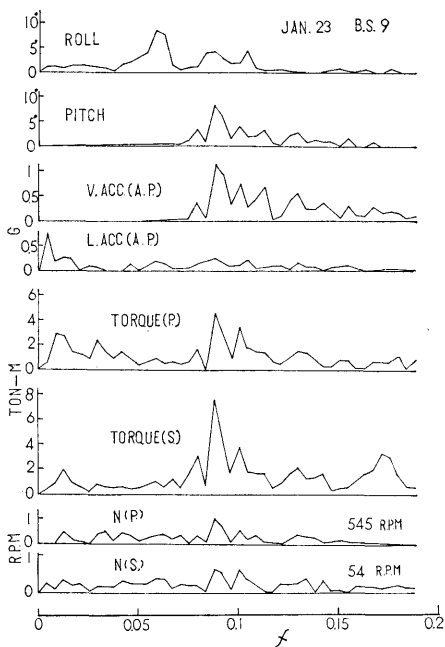 JAN. 23 B.S. 9
10°
ROLL
5°
0
10°
PITCH
5°
0
1
V. ACC (A.P.)
0.5
0
G
L. ACC (A.P.)
0.5
0
6
TORQUE(P.)
4
2
0
TON-M
8
TORQUE(S.)
6
4
2
0
1
N(P.)
545 R.P.M
0
R.P.M
1
N(S.)
54 R.P.M
0
0 0.05 0.1 0.15 0.2
f